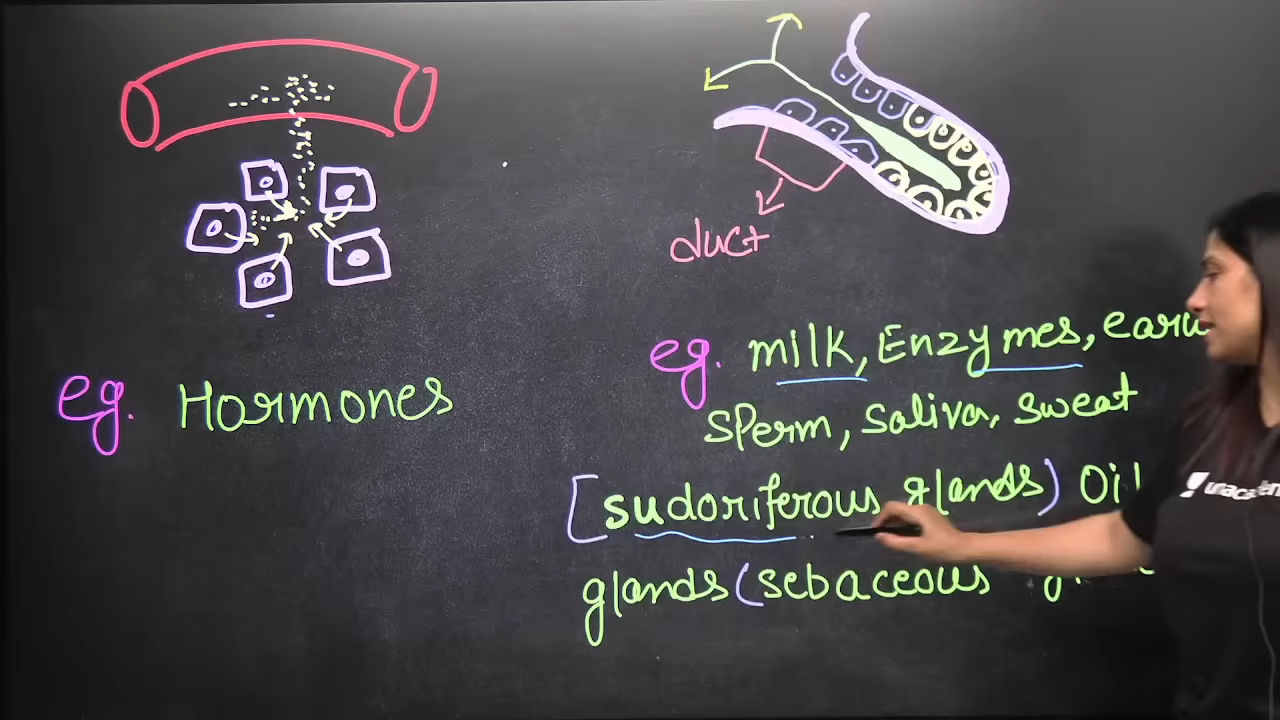 duct
eg. Hormones
eg. milk, Enzymes,
sperm, saliva, sweat
[sudoriferous glands) Oil
glands (sebaceous